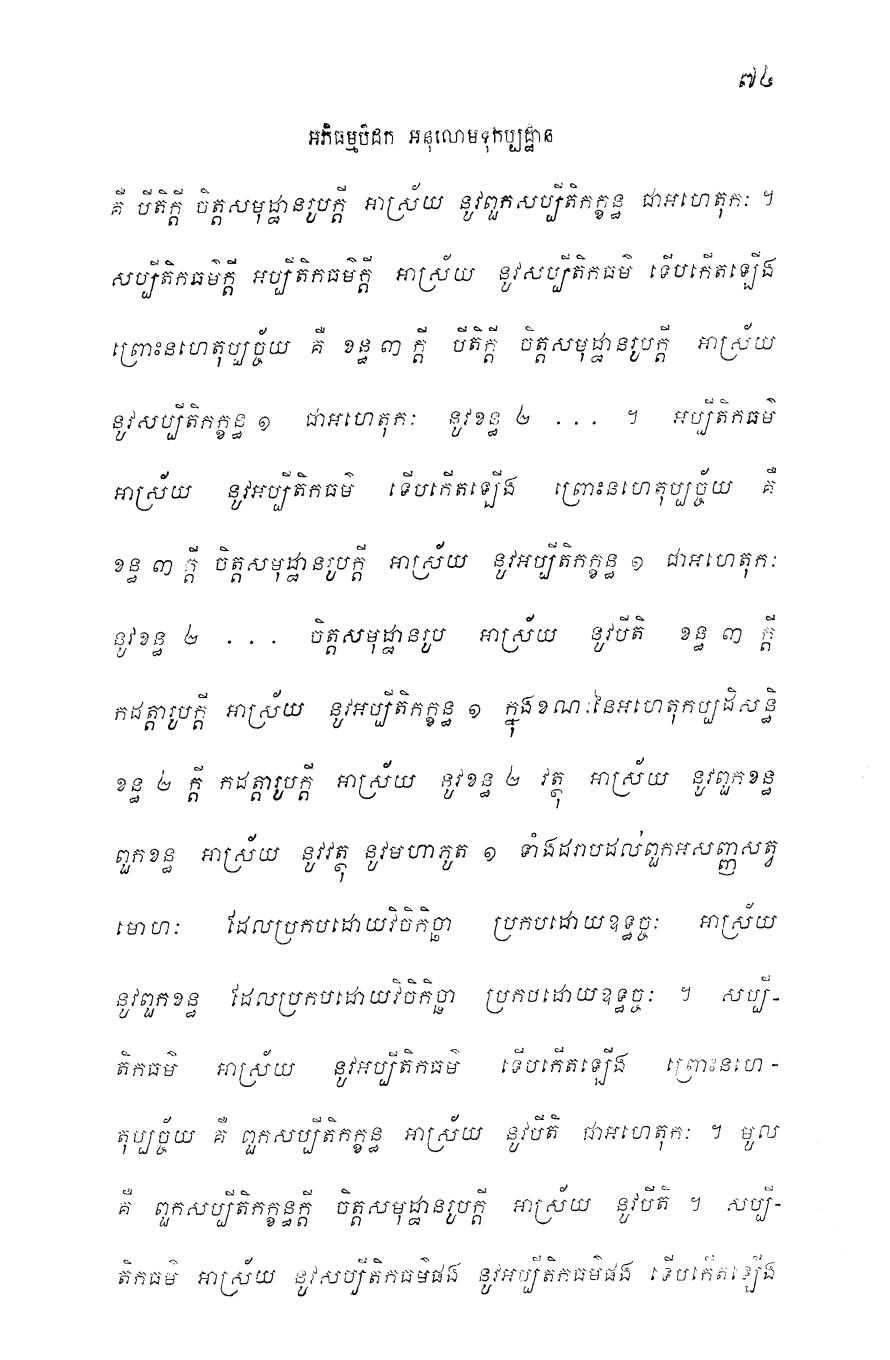 ៧៤
អភិធម្មបិដក អនុលោមទុកប្បដ្ឋាន
គឺ បីតិក្តី ចិត្តសមុដ្ឋានរូបក្តី អាស្រ័យ នូវពួកសប្បីតិកក្ខន្ធ ជាអហេតុកៈ ។
សប្បីតិកធម៌ក្តី អប្បីតិកធម៌ក្តី អាស្រ័យ នូវសប្បីតិកធម៌ ទើបកើតឡើង
ព្រោះនហេតុប្បច្ច័យ គឺ ខន្ធ ៣ ក្តី បីតិក្តី ចិត្តសមុដ្ឋានរូបក្តី អាស្រ័យ
នូវសប្បីតិកក្ខន្ធ ១ ជាអហេតុកៈ នូវខន្ធ ២ ... ។ អប្បីតិកធម៌
អាស្រ័យ នូវអប្បីតិកធម៌ ទើបកើតឡើង ព្រោះនហេតុប្បច្ច័យ គឺ
ខន្ធ ៣ ក្តី ចិត្តសមុដ្ឋានរូបក្តី អាស្រ័យ នូវអប្បីតិកក្ខន្ធ ១ ជាអហេតុកៈ
នូវខន្ធ ២ ... ចិត្តសមុដ្ឋានរូប អាស្រ័យ នូវបីតិ ខន្ធ ៣ ក្តី
កដត្តារូបក្តី អាស្រ័យ នូវអប្បីតិកក្ខន្ធ ១ ក្នុងខណៈនៃអហេតុកប្បដិសន្ធិ
ខន្ធ ២ ក្តី កដត្តារូបក្តី អាស្រ័យ នូវខន្ធ ២ វត្ថុ អាស្រ័យ នូវពួកខន្ធ
ពួកខន្ធ អាស្រ័យ នូវវត្ថុ នូវមហាភូត ១ ទាំងដរាបដល់ពួកអសញ្ញសត្វ
មោហៈ ដែលប្រកបដោយវិចិកិច្ឆា ប្រកបដោយឧទ្ធច្ចៈ អាស្រ័យ
នូវពួកខន្ធ ដែលប្រកបដោយវិចិកិច្ឆា ប្រកបដោយឧទ្ធច្ចៈ ។ សប្បី-
តិកធម៌ អាស្រ័យ នូវអប្បីតិកធម៌ ទើបកើតឡើង ព្រោះនហេ-
តុប្បច្ច័យ គឺ ពួកសប្បីតិកក្ខន្ធ អាស្រ័យ នូវបីតិ ជាអហេតុកៈ ។ មូល
គឺ ពួកសប្បីតិកក្ខន្ធក្តី ចិត្តសមុដ្ឋានរូបក្តី អាស្រ័យ នូវបីតិ ។ សប្បី-
តិកធម៌ អាស្រ័យ នូវសប្បីតិកធម៌ផង នូវអប្បីតិកធម៌ផង ទើបកើតឡើង